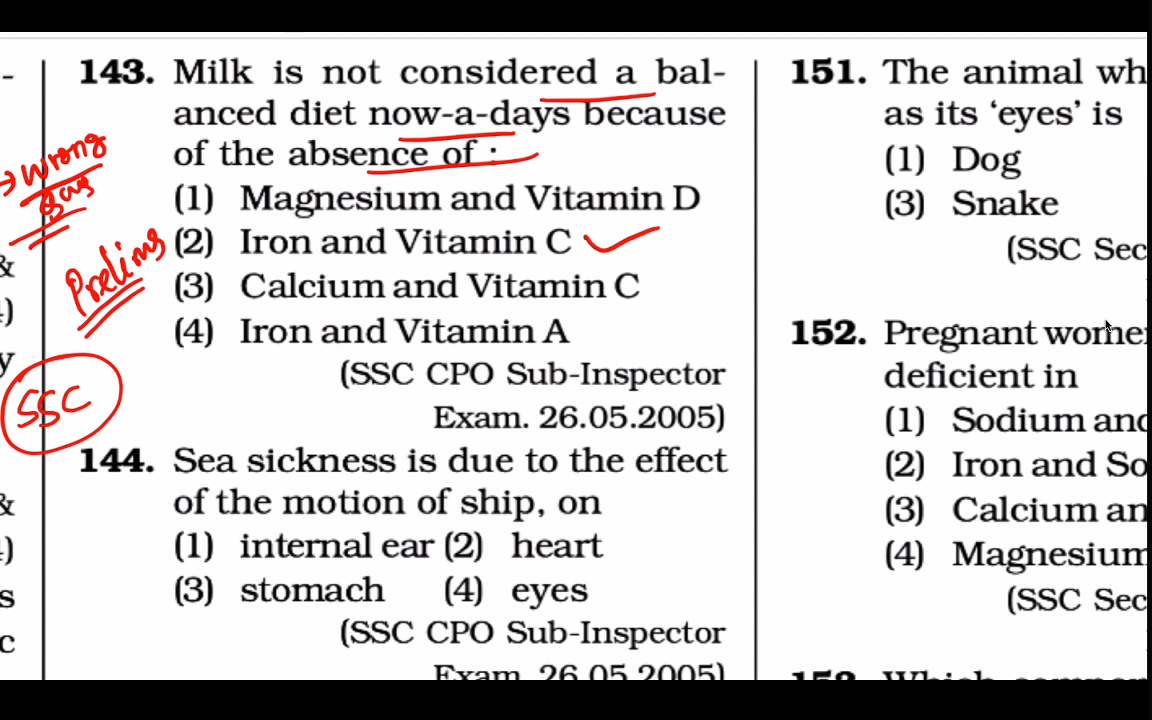 -
&
)
y
&
)
s
c
→ wrong
Prelims
SSC
143. Milk is not considered a bal-
anced diet now-a-days because
of the absence of :
(1) Magnesium and Vitamin D
(2) Iron and Vitamin C
(3) Calcium and Vitamin C
(4) Iron and Vitamin A
(SSC CPO Sub-Inspector
Exam. 26.05.2005)
144. Sea sickness is due to the effect
of the motion of ship, on
(1) internal ear (2) heart
(3) stomach (4) eyes
(SSC CPO Sub-Inspector
Exam. 26.05.2005)
151. The animal wh
as its ‘eyes’ is
(1) Dog
(3) Snake
(SSC Sec
152. Pregnant women
deficient in
(1) Sodium and
(2) Iron and So
(3) Calcium an
(4) Magnesium
(SSC Sec